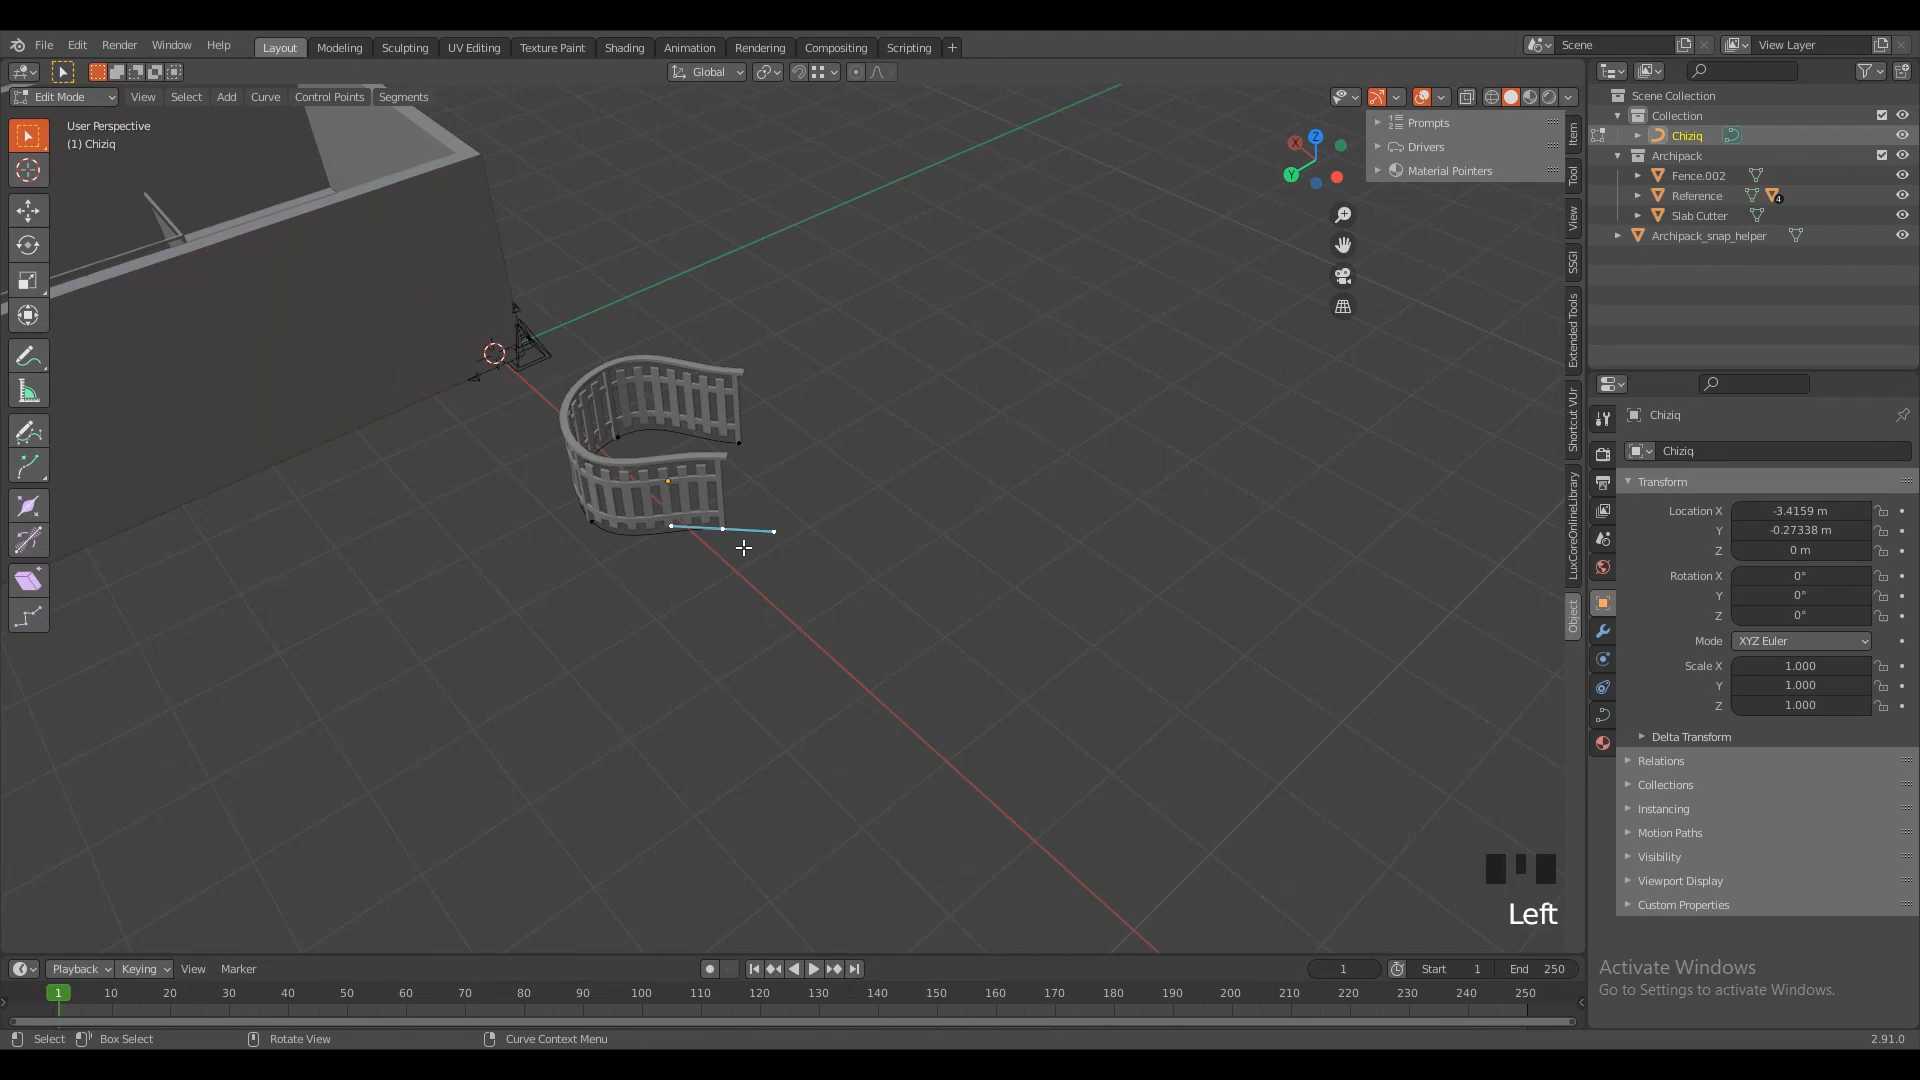 File Edit Render Window Help Layout Modeling Sculpting UV Editing Texture Paint Shading Animation Rendering Compositing Scripting + Scene View Layer
Global
Edit Mode View Select Add Curve Control Points Segments
User Perspective
(1) Chiziq
Prompts
Drivers
Material Pointers
X
Z
Y
Item
Tool
View
SSGI
Extended Tools
Shortcut VUr
LuxCoreOnlineLibrary
Object
Scene Collection
Collection
Chiziq
Archipack
Fence.002
Reference 4
Slab Cutter
Archipack_snap_helper
Chiziq
Chiziq
Transform
Location X -3.4159 m
Y -0.27338 m
Z 0 m
Rotation X 0°
Y 0°
Z 0°
Mode XYZ Euler
Scale X 1.000
Y 1.000
Z 1.000
Delta Transform
Relations
Collections
Instancing
Motion Paths
Visibility
Viewport Display
Custom Properties
Left
Activate Windows
Go to Settings to activate Windows.
Playback Keying View Marker 1 Start 1 End 250
1 10 20 30 40 50 60 70 80 90 100 110 120 130 140 150 160 170 180 190 200 210 220 230 240 250
Select Box Select Rotate View Curve Context Menu 2.91.0